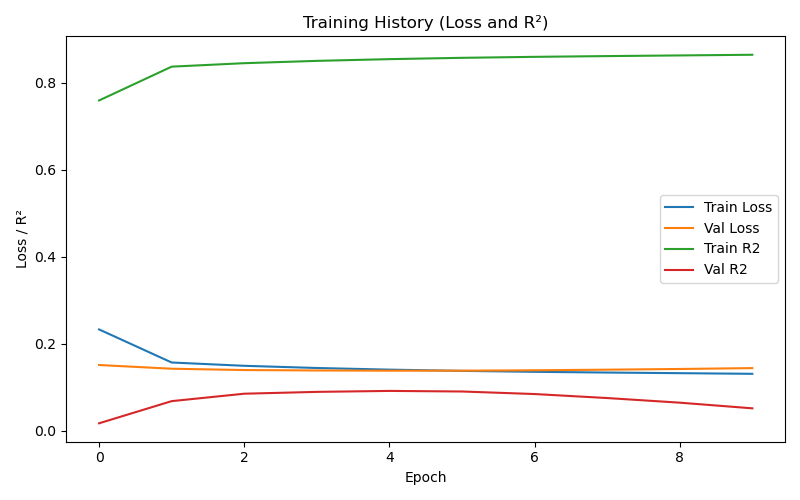 Training History (Loss and R²)
Loss / R²
0.8
0.6
0.4
0.2
0.0
Train Loss
Val Loss
Train R2
Val R2
0 2 4 6 8
Epoch